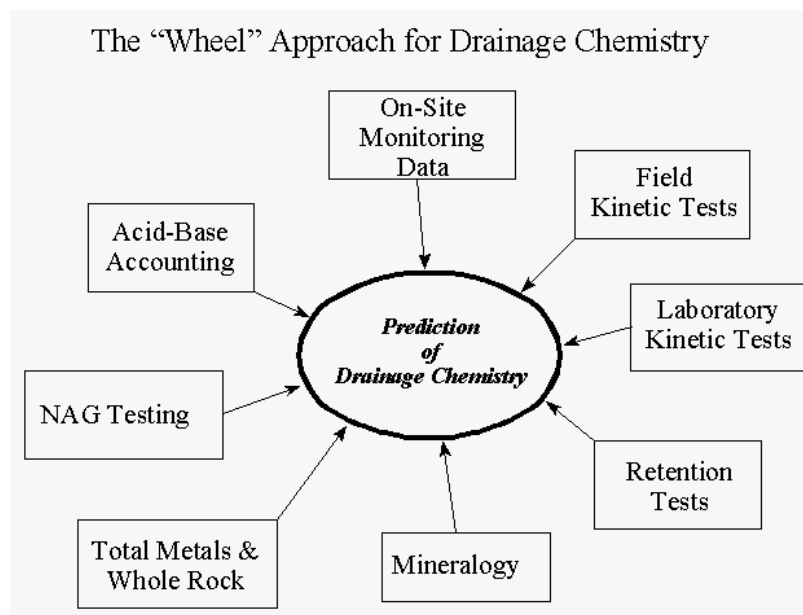 The “Wheel” Approach for Drainage Chemistry
On-Site
Monitoring
Data
Field
Kinetic Tests
Acid-Base
Accounting
Laboratory
Kinetic Tests
Prediction
of
Drainage Chemistry
NAG Testing
Retention
Tests
Total Metals &
Whole Rock
Mineralogy